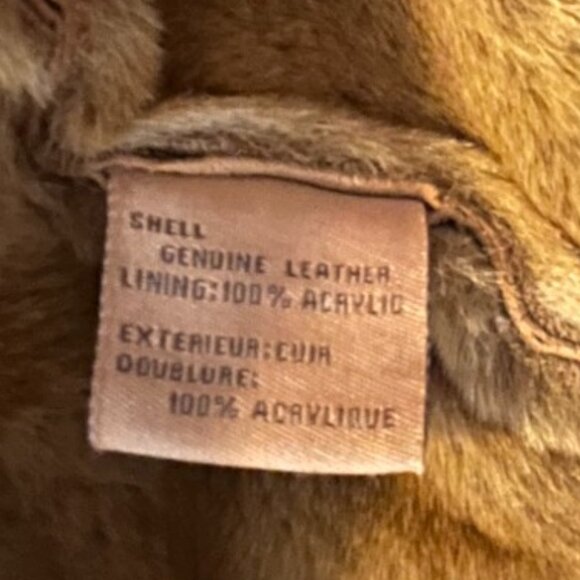 SHELL
GENUINE LEATHER
LINING:100% ACRYLIC
EXTERIEUR:CUIR
DOUBLURE:
100% ACRYLIQUE